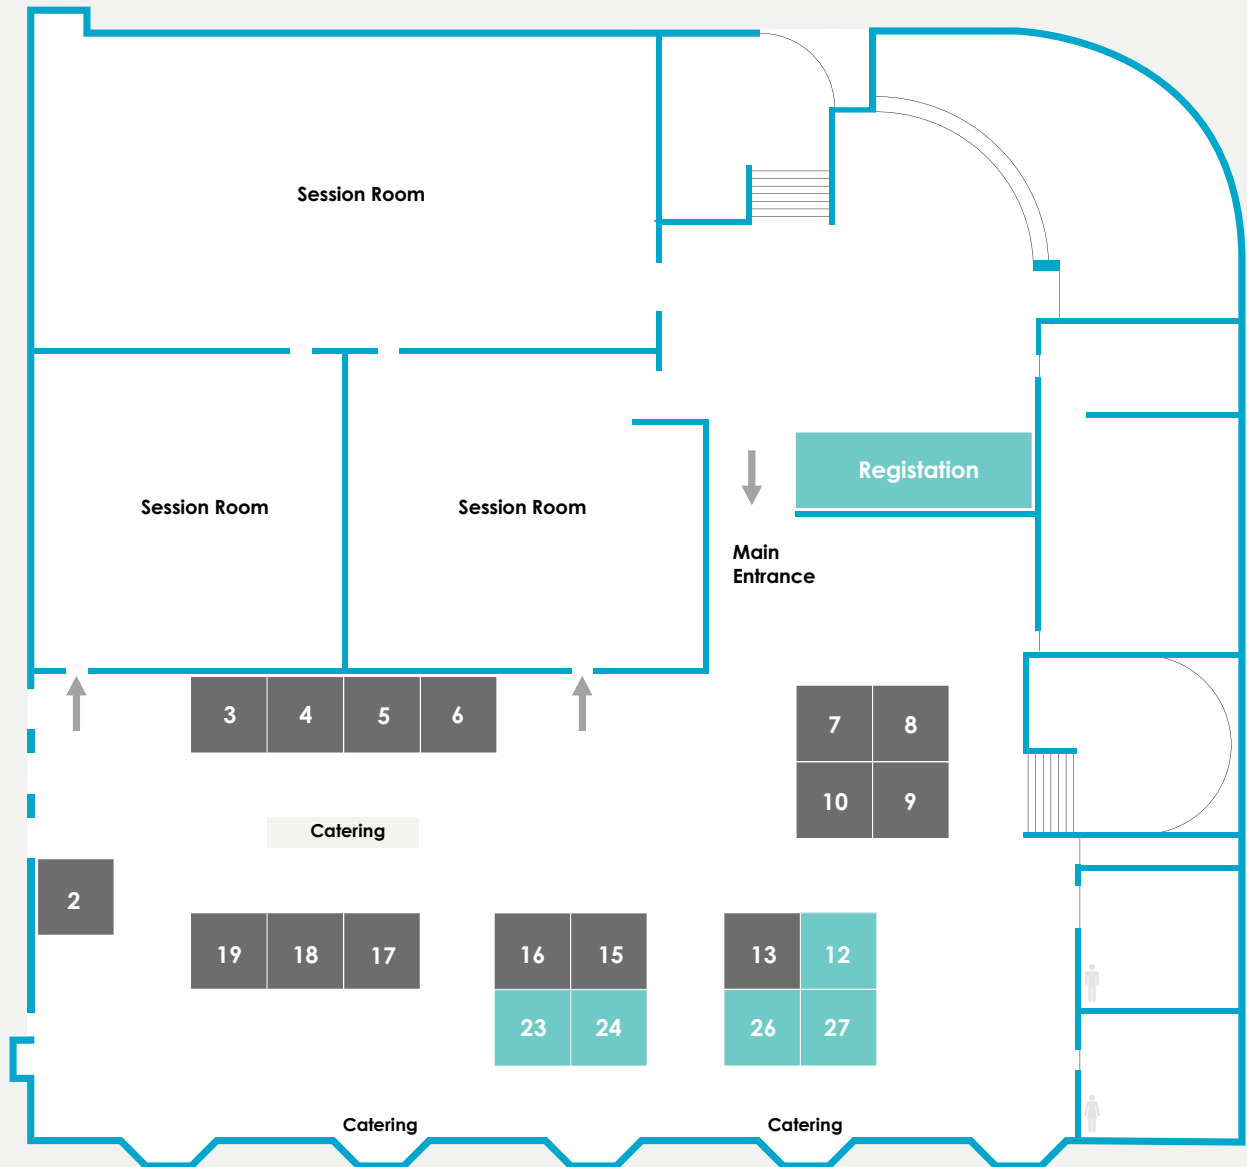 Session Room
Registation
Session Room
Session Room
Main
Entrance
3
4
5
6
7
8
10
9
Catering
2
19
18
17
16
15
13
12
23
24
26
27
Catering
Catering